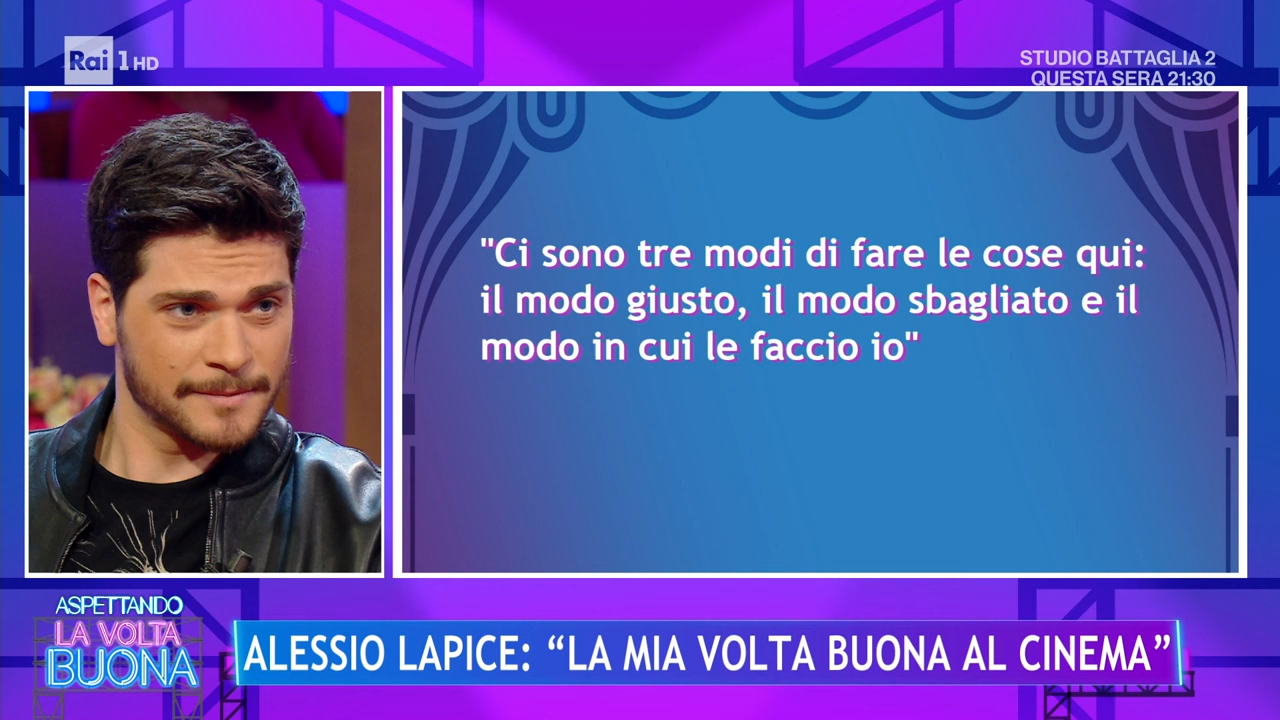 Rai 1 HD
STUDIO BATTAGLIA 2
QUESTA SERA 21:30
"Ci sono tre modi di fare le cose qui:
il modo giusto, il modo sbagliato e il
modo in cui le faccio io"
ASPETTANDO
LA VOLTA
BUONA
ALESSIO LAPICE: “LA MIA VOLTA BUONA AL CINEMA”